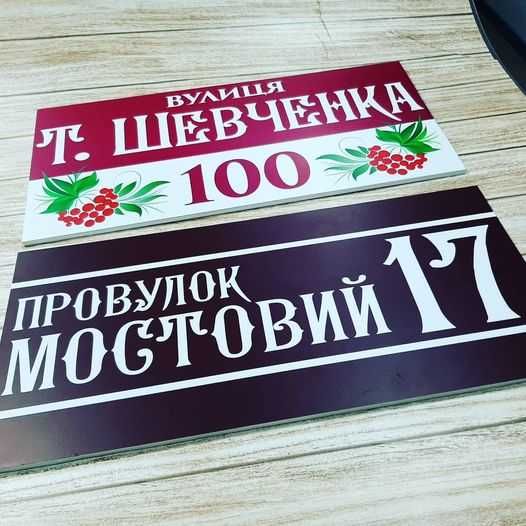 ВУЛИЦЯ
Т. ШЕВЧЕНКА
100
ПРОВУЛОК
МОСТОВИЙ 17